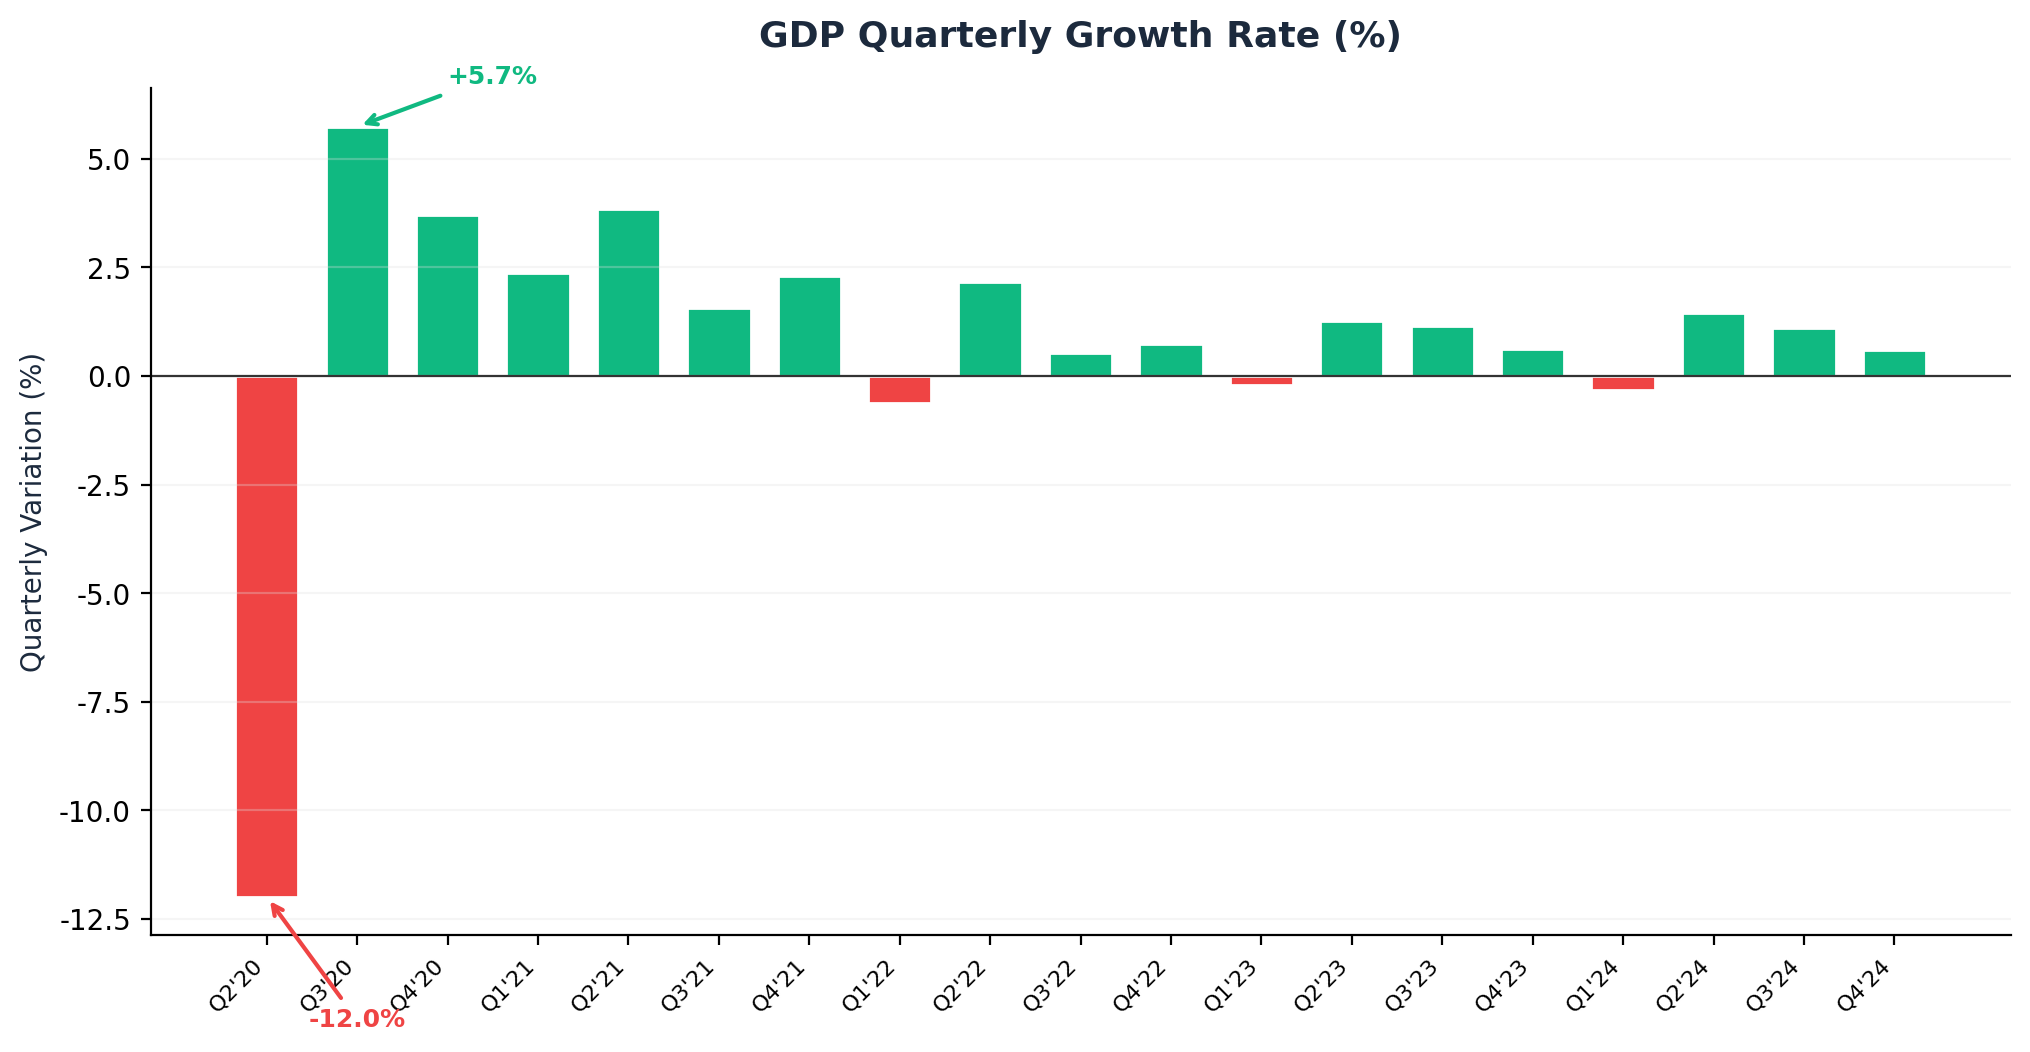 GDP Quarterly Growth Rate (%)
+5.7%
5.0
2.5
0.0
-2.5
-5.0
-7.5
-10.0
-12.5
Quarterly Variation (%)
Q2'20
Q3'20
Q4'20
Q1'21
Q2'21
Q3'21
Q4'21
Q1'22
Q2'22
Q3'22
Q4'22
Q1'23
Q2'23
Q3'23
Q4'23
Q1'24
Q2'24
Q3'24
Q4'24
-12.0%